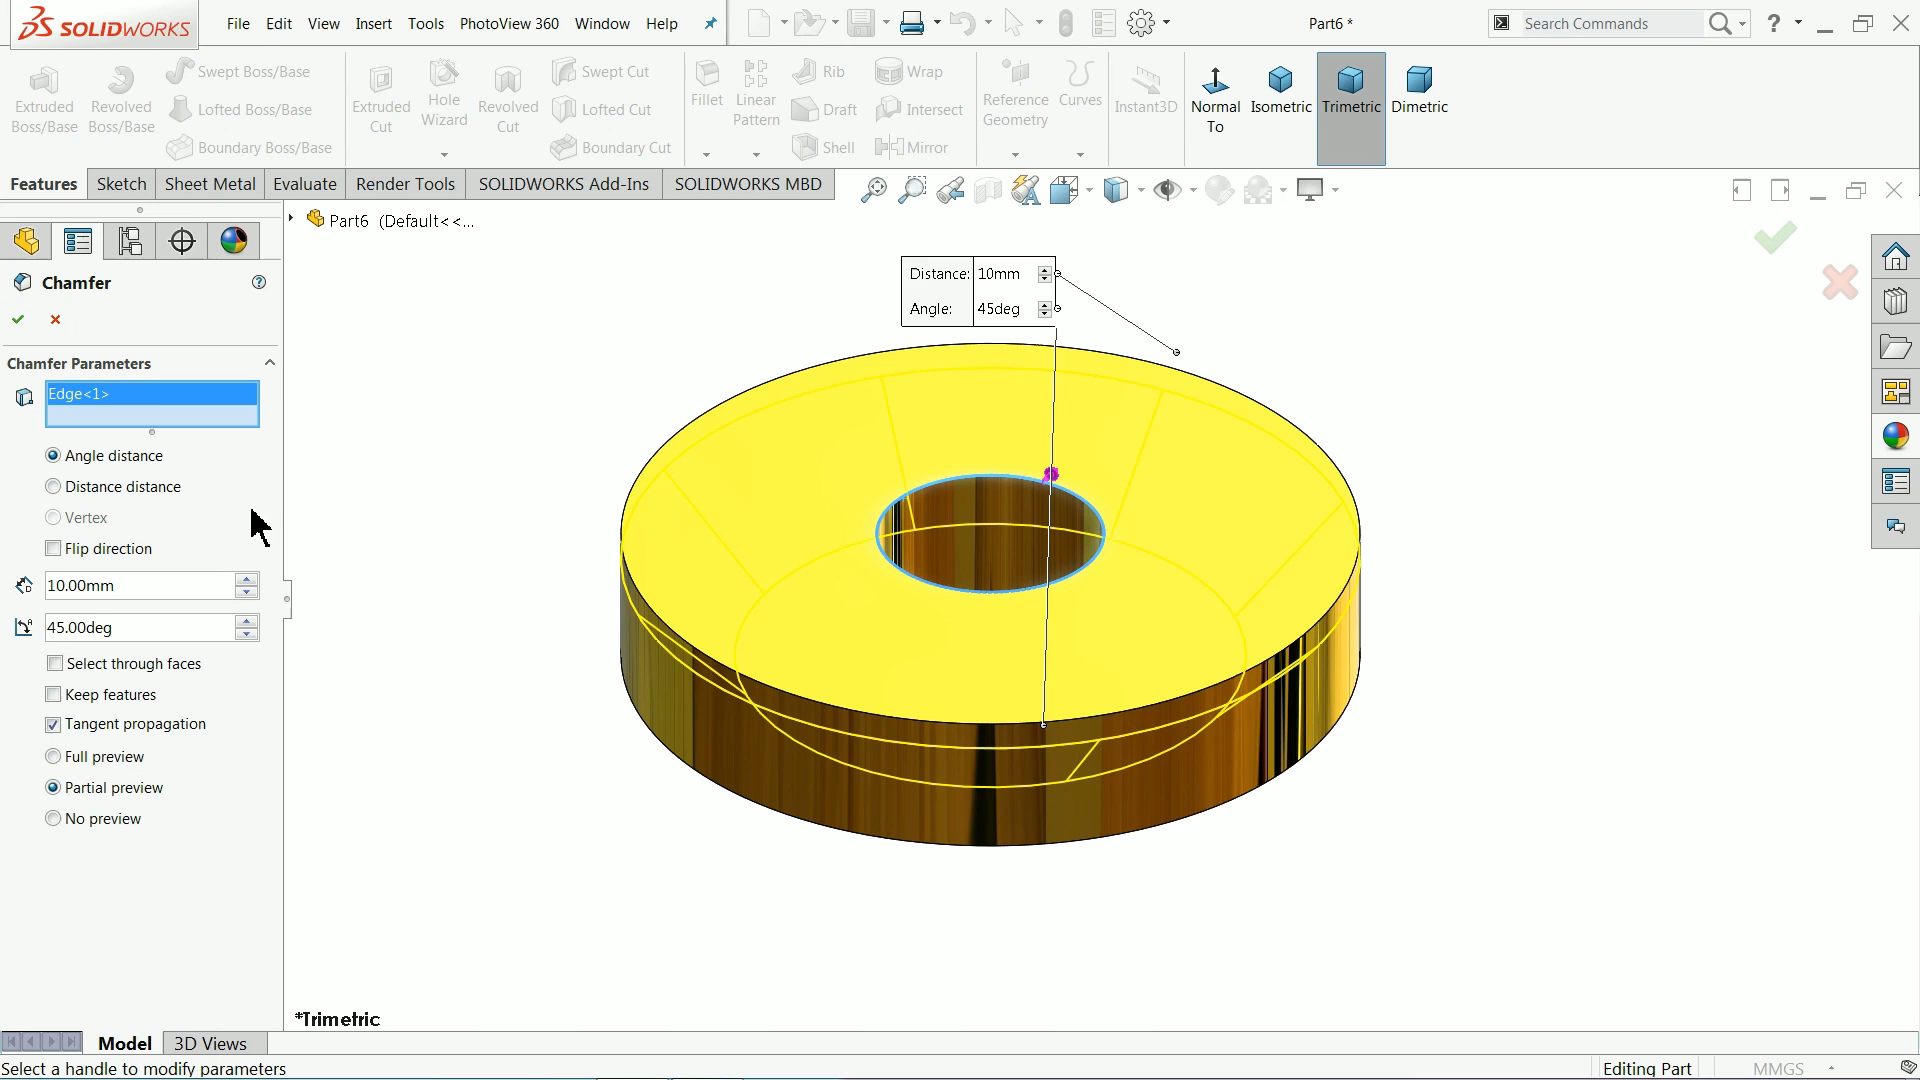 SOLIDWORKS File Edit View Insert Tools PhotoView 360 Window Help Part6 * Search Commands ?
Extruded Boss/Base
Revolved Boss/Base
Swept Boss/Base
Lofted Boss/Base
Boundary Boss/Base
Extruded Cut
Hole Wizard
Revolved Cut
Swept Cut
Lofted Cut
Boundary Cut
Fillet
Linear Pattern
Rib
Draft
Shell
Wrap
Intersect
Mirror
Reference Geometry
Curves
Instant3D
Normal To
Isometric
Trimetric
Dimetric
Features Sketch Sheet Metal Evaluate Render Tools SOLIDWORKS Add-Ins SOLIDWORKS MBD
Part6 (Default<<...
Chamfer ?
Chamfer Parameters
Edge<1>
Angle distance
Distance distance
Vertex
Flip direction
10.00mm
45.00deg
Select through faces
Keep features
Tangent propagation
Full preview
Partial preview
No preview
Distance: 10mm
Angle: 45deg
*Trimetric
Model 3D Views
Select a handle to modify parameters Editing Part MMGS